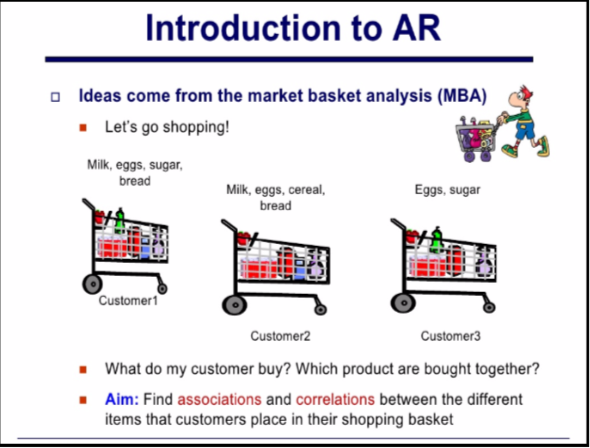 Introduction to AR
Ideas come from the market basket analysis (MBA)
Let's go shopping!
Milk, eggs, sugar,
bread
Milk, eggs, cereal,
bread
Eggs, sugar
Customer1
Customer2
Customer3
What do my customer buy? Which product are bought together?
Aim: Find associations and correlations between the different
items that customers place in their shopping basket